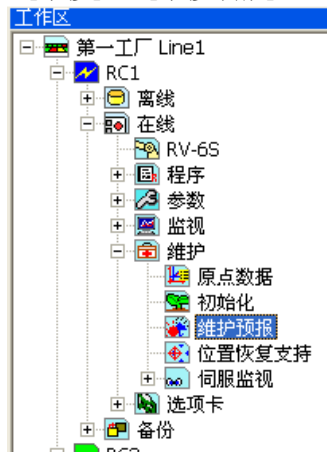 工作区
第一工厂 Line1
RC1
离线
在线
RV-6S
程序
参数
监视
维护
原点数据
初始化
维护预报
位置恢复支持
伺服监视
选项卡
备份